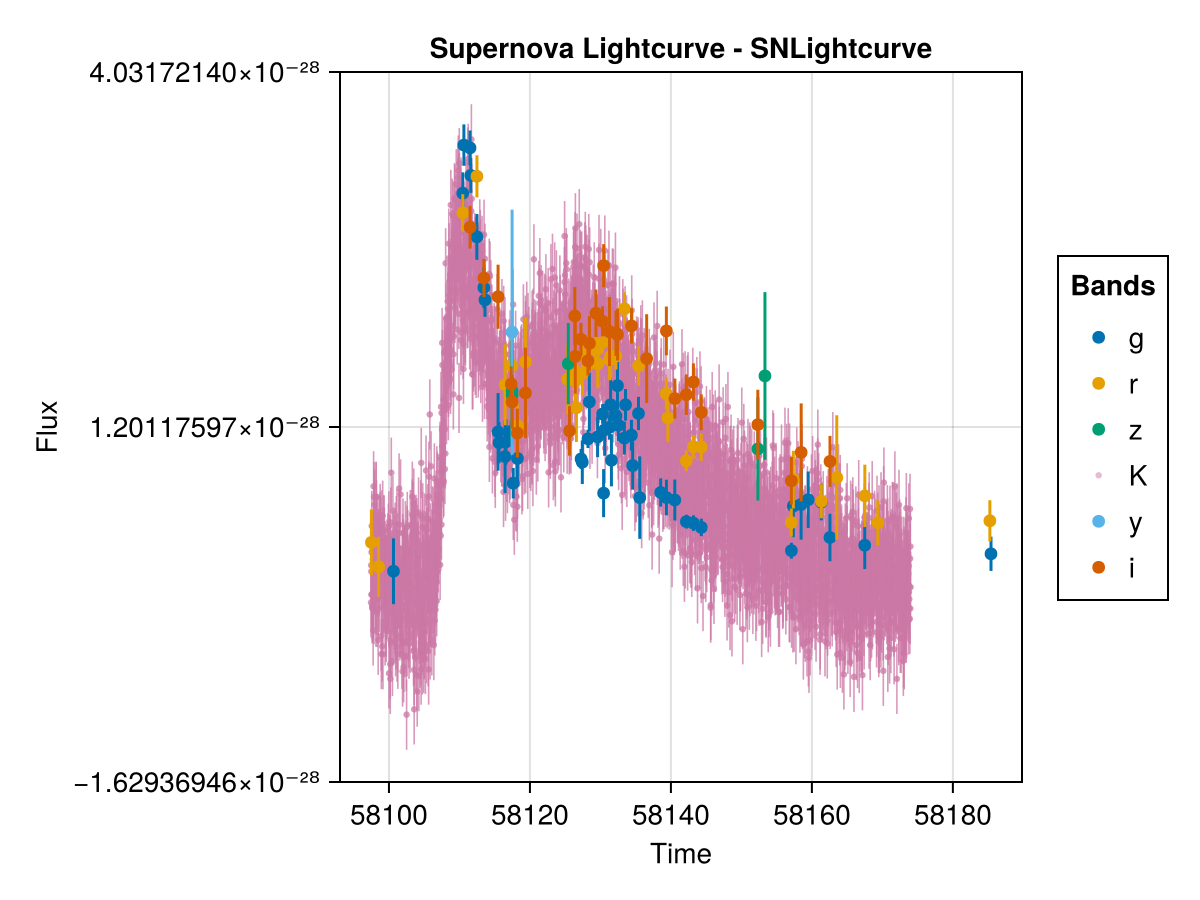 Supernova Lightcurve - SNLightcurve
4.03172140×10⁻²⁸
1.20117597×10⁻²⁸
−1.62936946×10⁻²⁸
Flux
58100 58120 58140 58160 58180
Time
Bands
g
r
z
K
y
i